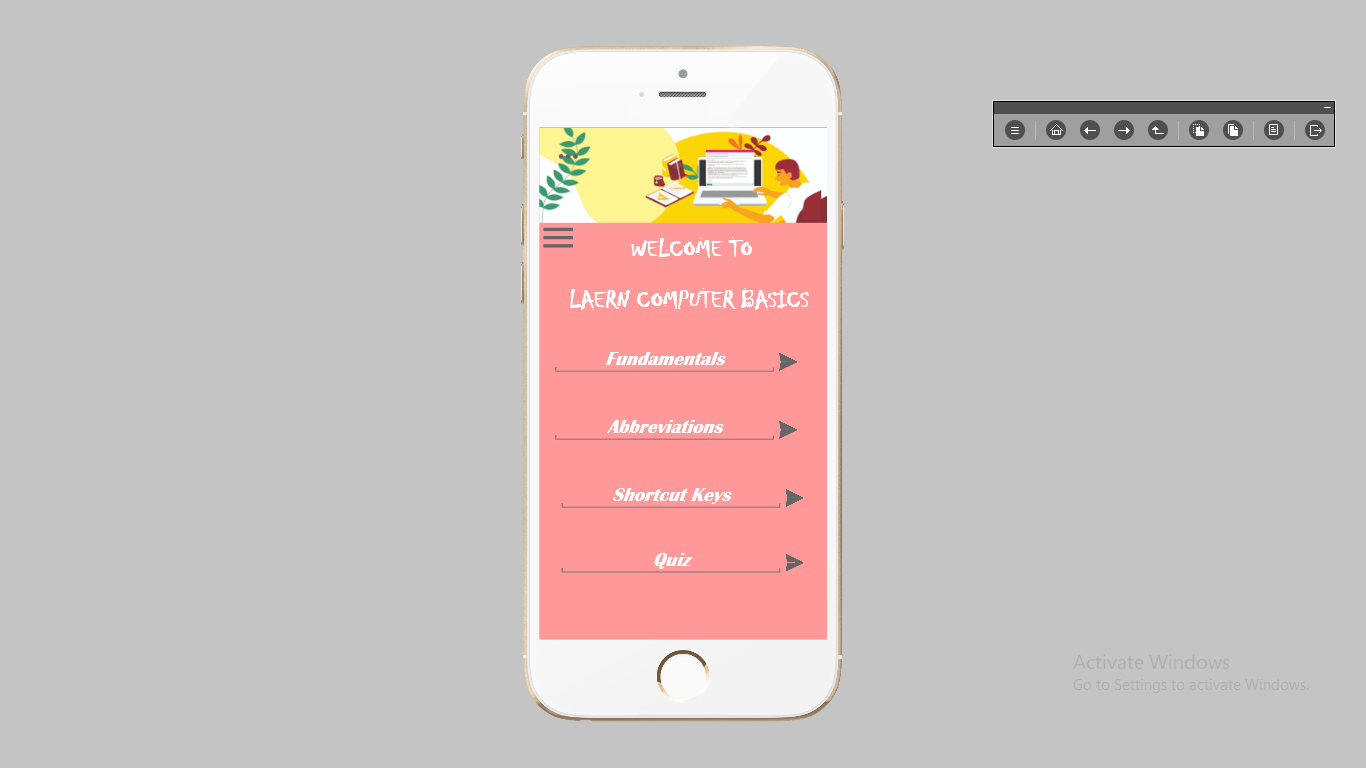 WELCOME TO
LAERN COMPUTER BASICS
Fundamentals
Abbreviations
Shortcut Keys
Quiz
Activate Windows
Go to Settings to activate Windows.